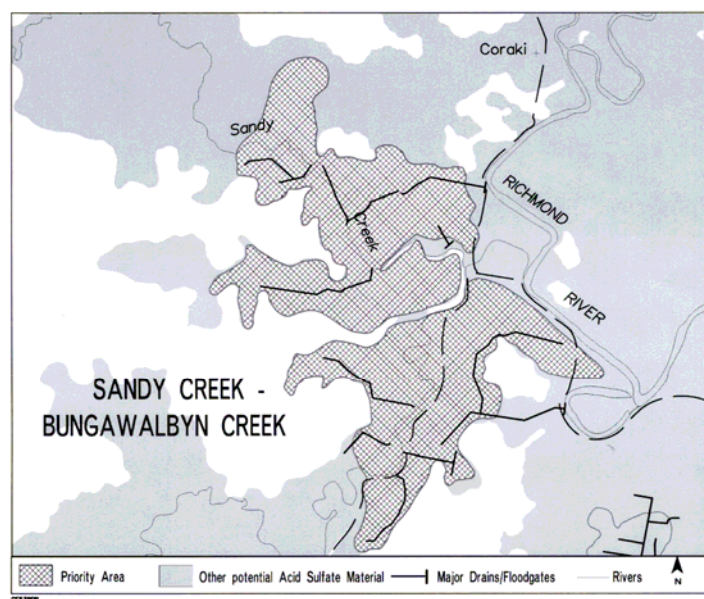 Coraki
Sandy
RICHMOND
Creek
RIVER
SANDY CREEK -
BUNGAWALBYN CREEK
Priority Area
Other potential Acid Sulfate Material
Major Drains/Floodgates
Rivers
N